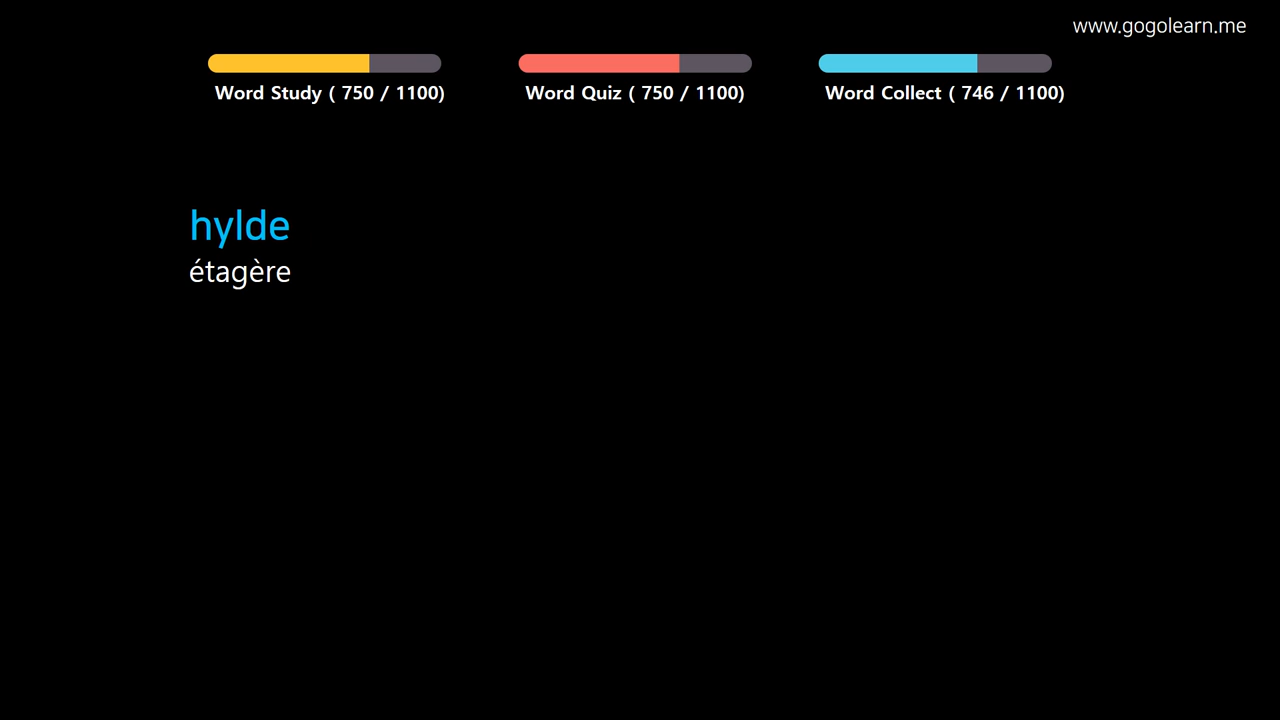 www.gogolearn.me
Word Study ( 750 / 1100)
Word Quiz ( 750 / 1100)
Word Collect ( 746 / 1100)
hylde
étagère